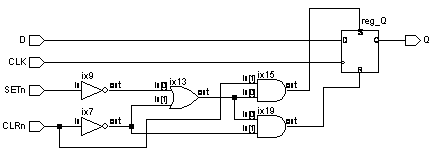 reg_Q
S
D
D
Q
Q
CLK
R
ix9
ix13
ix15
SETn
in
out
in[0]
in[1]
out
in[1]
in[0]
out
ix7
ix19
CLRn
in
out
in[0]
in[1]
out